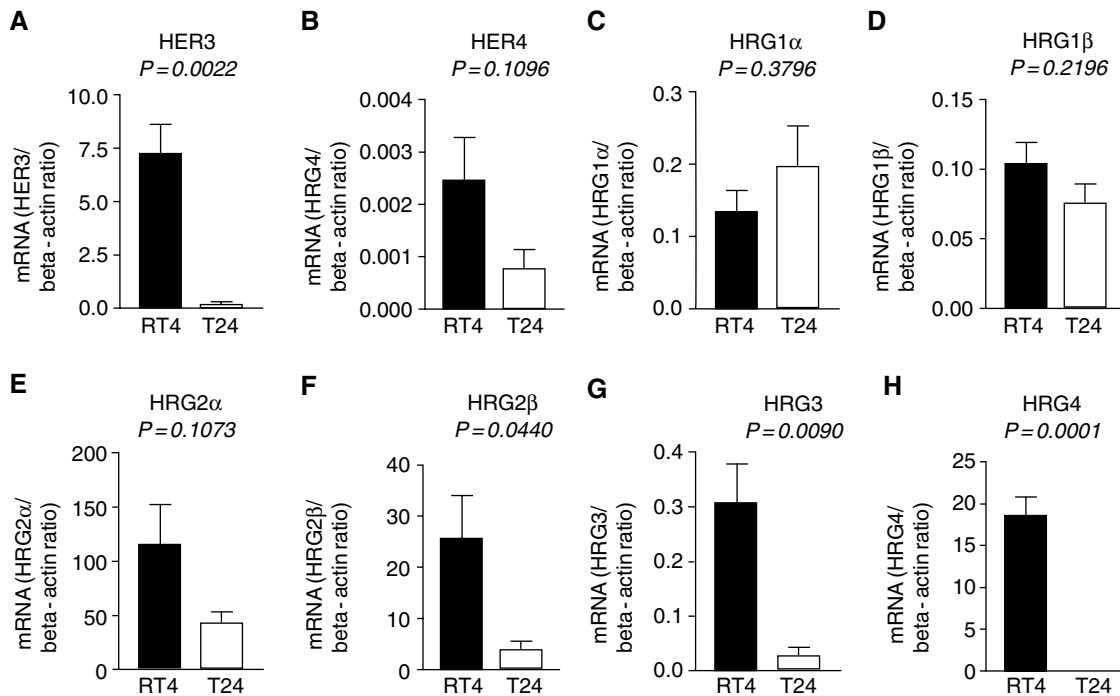 A
HER3
P = 0.0022
mRNA (HER3/
beta - actin ratio)
10.0
7.5
5.0
2.5
0.0
RT4 T24
B
HER4
P = 0.1096
mRNA (HRG4/
beta - actin ratio)
0.004
0.003
0.002
0.001
0.000
RT4 T24
C
HRG1α
P = 0.3796
mRNA (HRG1α/
beta - actin ratio)
0.3
0.2
0.1
0.0
RT4 T24
D
HRG1β
P = 0.2196
mRNA (HRG1β/
beta - actin ratio)
0.15
0.10
0.05
0.00
RT4 T24
E
HRG2α
P = 0.1073
mRNA (HRG2α/
beta - actin ratio)
200
150
100
50
0
RT4 T24
F
HRG2β
P = 0.0440
mRNA (HRG2β/
beta - actin ratio)
40
30
20
10
0
RT4 T24
G
HRG3
P = 0.0090
mRNA (HRG3/
beta - actin ratio)
0.4
0.3
0.2
0.1
0.0
RT4 T24
H
HRG4
P = 0.0001
mRNA (HRG4/
beta - actin ratio)
25
20
15
10
5
0
RT4 T24